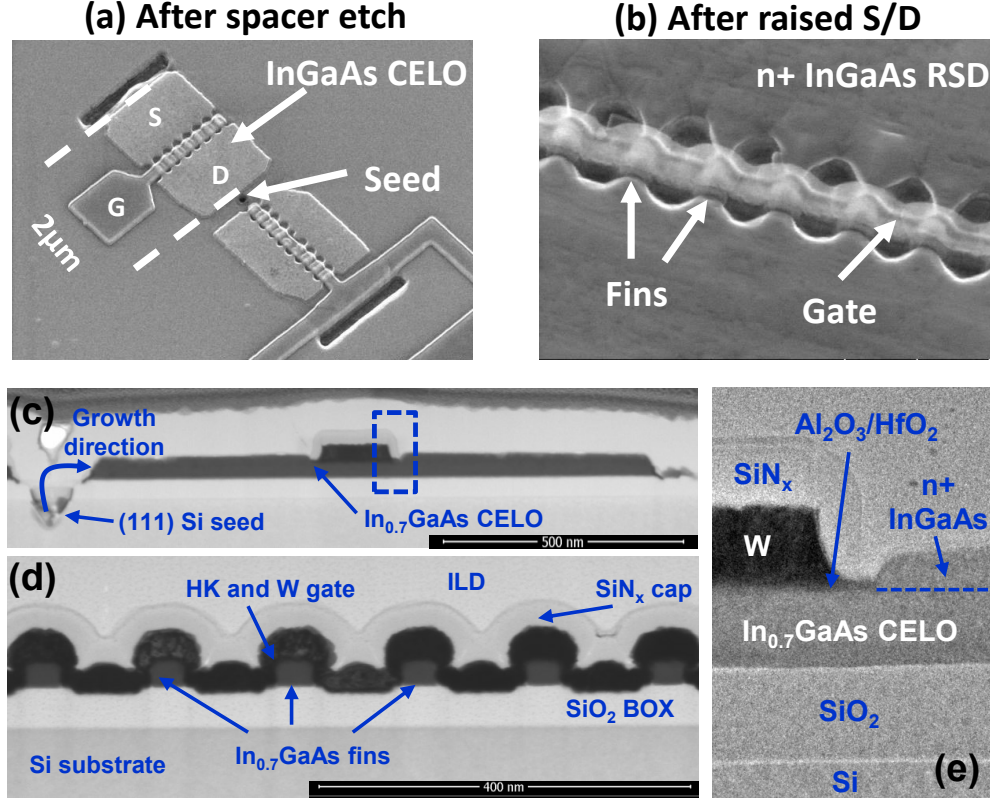 (a) After spacer etch
InGaAs CELO
S
D
Seed
G
2μm
(b) After raised S/D
n+ InGaAs RSD
Fins
Gate
(c)
Growth
direction
(111) Si seed
In₀.₇GaAs CELO
500 nm
(d)
HK and W gate
ILD
SiNₓ cap
SiO₂ BOX
In₀.₇GaAs fins
Si substrate
400 nm
Al₂O₃/HfO₂
SiNₓ
n+
InGaAs
W
In₀.₇GaAs CELO
SiO₂
Si
(e)